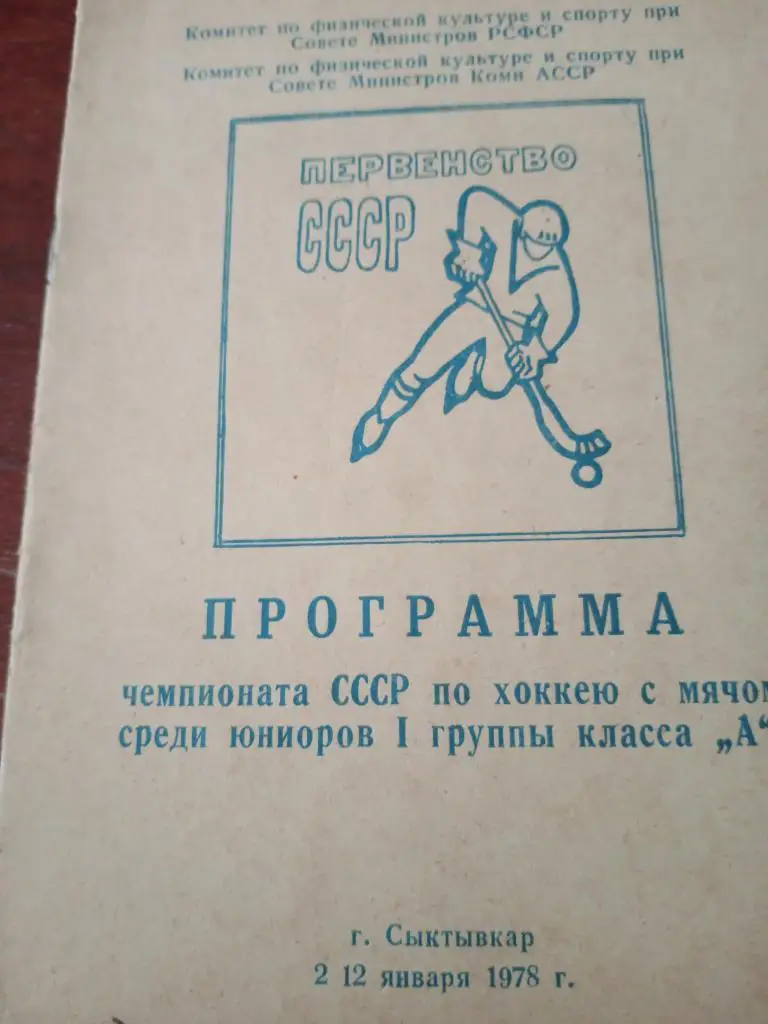 Комитет по физической культуре и спорту при
Совете Министров РСФСР
Комитет по физической культуре и спорту при
Совете Министров Коми АССР
ПЕРВЕНСТВО
СССР
ПРОГРАММА
чемпионата СССР по хоккею с мячом
среди юниоров I группы класса „А“
г. Сыктывкар
2 12 января 1978 г.